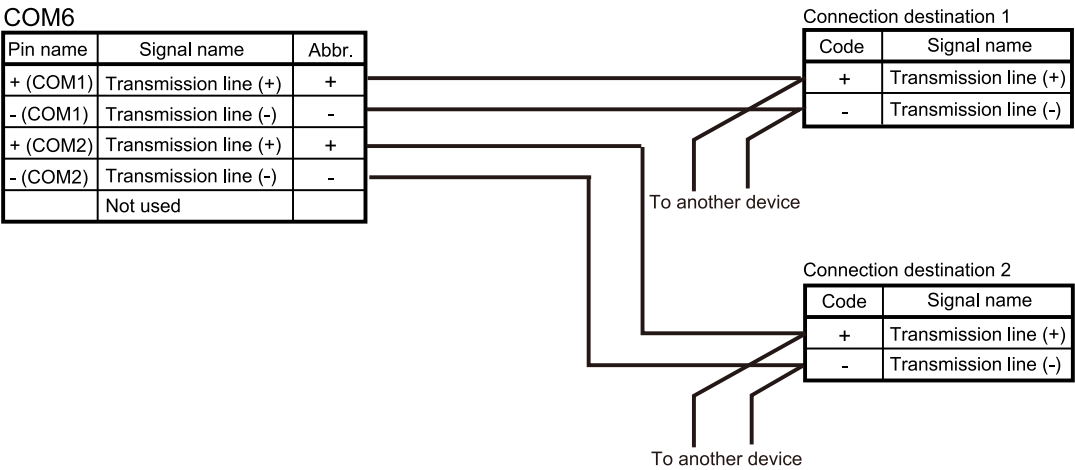 COM6
Pin name Signal name Abbr.
+ (COM1) Transmission line (+) +
- (COM1) Transmission line (-) -
+ (COM2) Transmission line (+) +
- (COM2) Transmission line (-) -
Not used
Connection destination 1
Code Signal name
+ Transmission line (+)
- Transmission line (-)
To another device
Connection destination 2
Code Signal name
+ Transmission line (+)
- Transmission line (-)
To another device